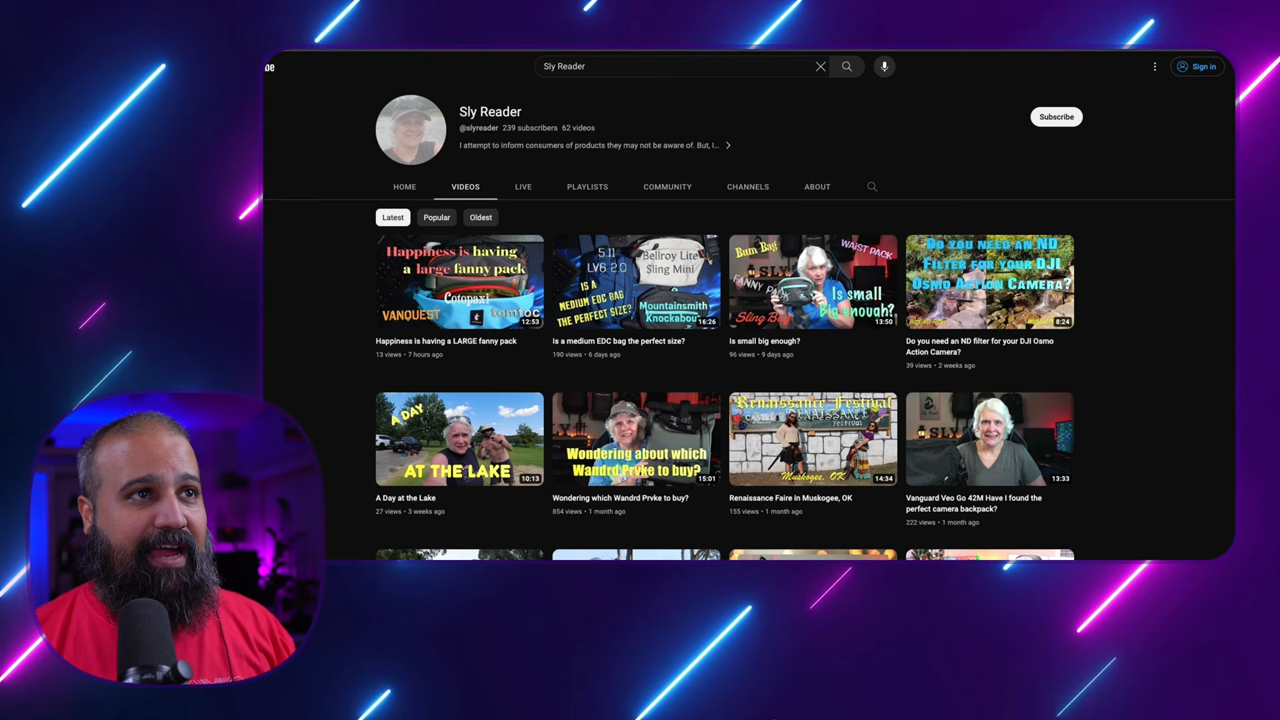 be
Sly Reader
Sign in
Sly Reader
@slyreader 239 subscribers 62 videos
I attempt to inform consumers of products they may not be aware of. But, I...
Subscribe
HOME
VIDEOS
LIVE
PLAYLISTS
COMMUNITY
CHANNELS
ABOUT
Latest
Popular
Oldest
Happiness is having
a large fanny pack
Cotopaxi
VANQUEST
tomtoc
12:53
5.11
LV6 2.0
Bellroy Lite
Sling Mini
IS A
MEDIUM EDC BAG
THE PERFECT SIZE?
Mountainsmith
Knockabou
16:26
Bum Bag
WAIST PACK
FANNY PACK
SLY
Is small
Big enough?
Sling Bag
13:50
Do you need an ND
Filter for your DJI
Osmo Action Camera?
8:24
Happiness is having a LARGE fanny pack
13 views • 7 hours ago
Is a medium EDC bag the perfect size?
190 views • 6 days ago
Is small big enough?
96 views • 9 days ago
Do you need an ND filter for your DJI Osmo
Action Camera?
39 views • 2 weeks ago
A DAY
AT THE LAKE
10:13
Wondering about which
Wandrd Prvke to buy?
15:01
Renaissance Festival
CASTLE
RENAISSANCE
FESTIVAL
Muskogee, OK
14:34
SLY
13:33
A Day at the Lake
27 views • 3 weeks ago
Wondering which Wandrd Prvke to buy?
854 views • 1 month ago
Renaissance Faire in Muskogee, OK
155 views • 1 month ago
Vanguard Veo Go 42M Have I found the
perfect camera backpack?
222 views • 1 month ago